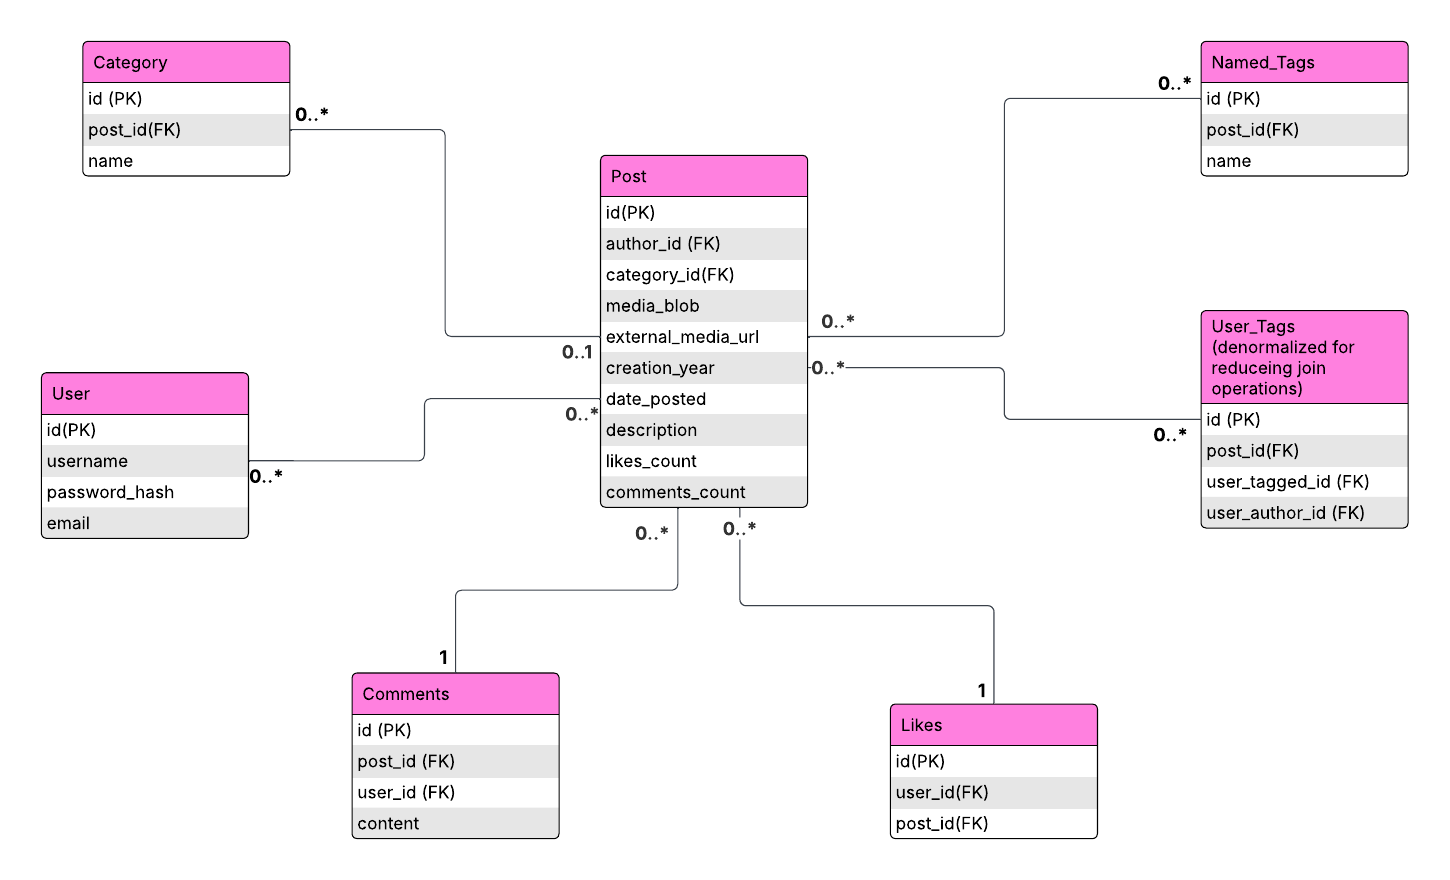 Category
id (PK)
post_id(FK)
name
0..*
Named_Tags
id (PK)
post_id(FK)
name
0..*
Post
id(PK)
author_id (FK)
category_id(FK)
media_blob
external_media_url
creation_year
date_posted
description
likes_count
comments_count
0..1
0..*
0..*
0..*
0..*
0..*
User
id(PK)
username
password_hash
email
0..*
User_Tags
(denormalized for
reduceing join
operations)
id (PK)
post_id(FK)
user_tagged_id (FK)
user_author_id (FK)
0..*
Comments
id (PK)
post_id (FK)
user_id (FK)
content
1
Likes
id(PK)
user_id(FK)
post_id(FK)
1